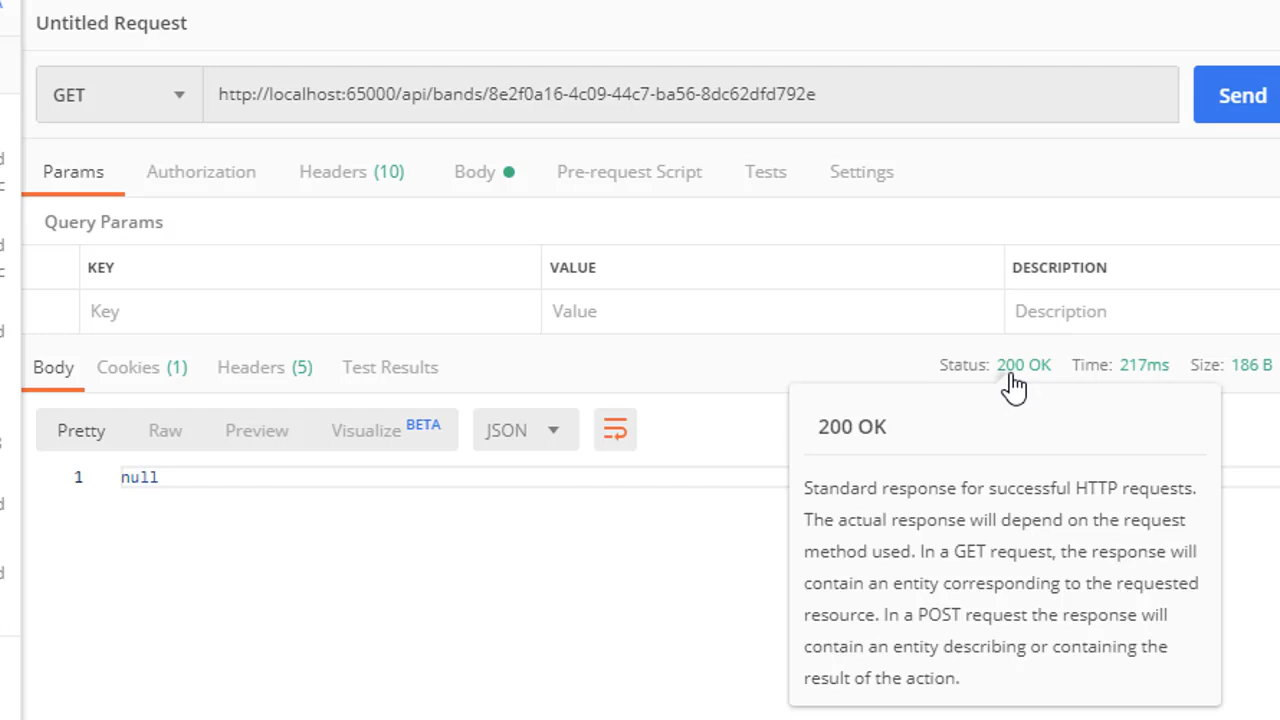 Untitled Request
GET
http://localhost:65000/api/bands/8e2f0a16-4c09-44c7-ba56-8dc62dfd792e
Send
Params Authorization Headers (10) Body Pre-request Script Tests Settings
Query Params
KEY VALUE DESCRIPTION
Key Value Description
Body Cookies (1) Headers (5) Test Results Status: 200 OK Time: 217ms Size: 186 B
Pretty Raw Preview Visualize BETA JSON
1 null
200 OK
Standard response for successful HTTP requests.
The actual response will depend on the request
method used. In a GET request, the response will
contain an entity corresponding to the requested
resource. In a POST request the response will
contain an entity describing or containing the
result of the action.